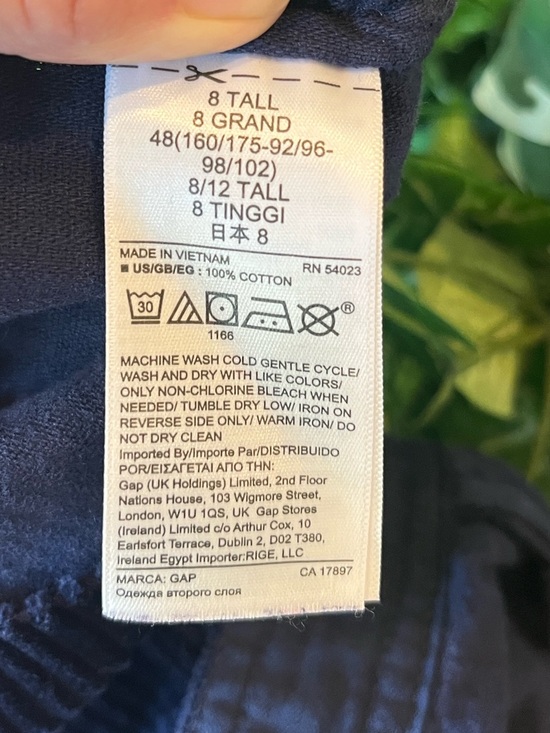 8 TALL
8 GRAND
48(160/175-92/96-
98/102)
8/12 TALL
8 TINGGI
日本 8
MADE IN VIETNAM RN 54023
■ US/GB/EG : 100% COTTON
30 ®
1166
MACHINE WASH COLD GENTLE CYCLE/
WASH AND DRY WITH LIKE COLORS/
ONLY NON-CHLORINE BLEACH WHEN
NEEDED/ TUMBLE DRY LOW/ IRON ON
REVERSE SIDE ONLY/ WARM IRON/ DO
NOT DRY CLEAN
Imported By/Importe Par/DISTRIBUIDO
POR/ΕΙΣΑΓΕΤΑΙ ΑΠΟ ΤΗΝ:
Gap (UK Holdings) Limited, 2nd Floor
Nations House, 103 Wigmore Street,
London, W1U 1QS, UK Gap Stores
(Ireland) Limited c/o Arthur Cox, 10
Earlsfort Terrace, Dublin 2, D02 T380,
Ireland Egypt Importer:RIGE, LLC
MARCA: GAP CA 17897
Одежда второго слоя